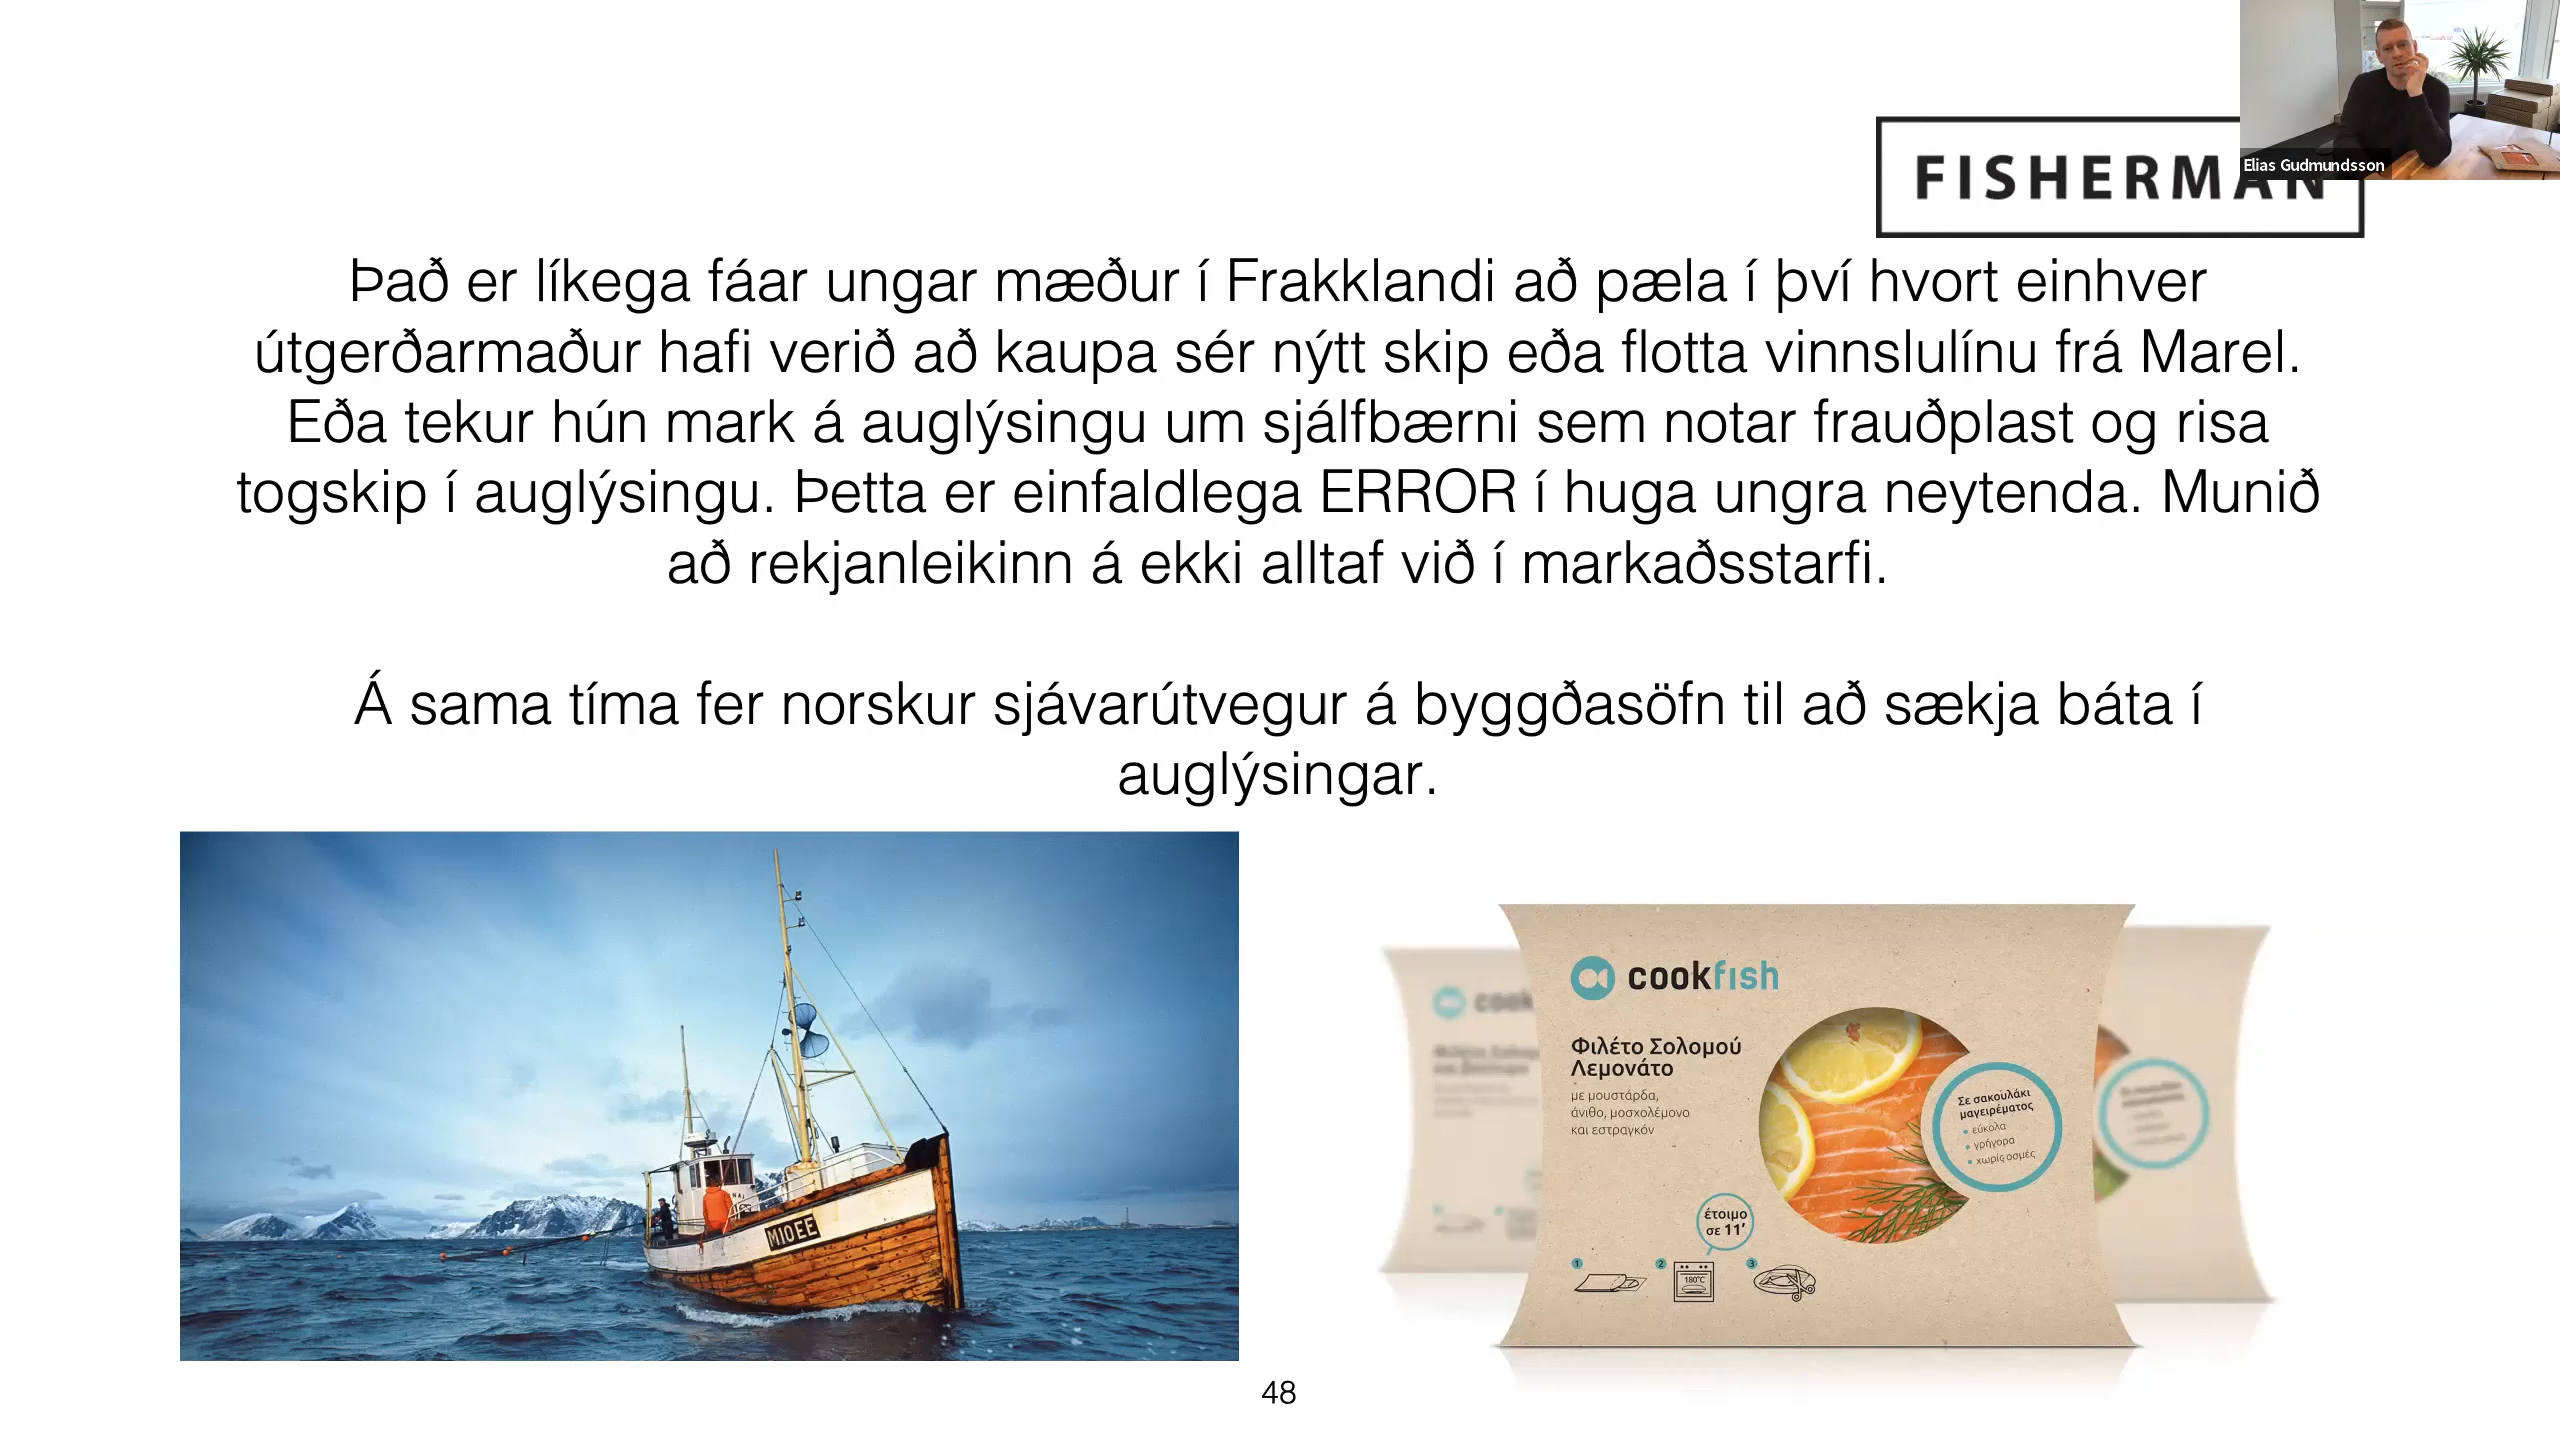 Elias Gudmundsson
FISHERMAN
Það er líkega fáar ungar mæður í Frakklandi að pæla í því hvort einhver
útgerðarmaður hafi verið að kaupa sér nýtt skip eða flotta vinnslulínu frá Marel.
Eða tekur hún mark á auglýsingu um sjálfbærni sem notar frauðplast og risa
togskip í auglýsingu. Þetta er einfaldlega ERROR í huga ungra neytenda. Munið
að rekjanleikinn á ekki alltaf við í markaðsstarfi.
Á sama tíma fer norskur sjávarútvegur á byggðasöfn til að sækja báta í
auglýsingar.
M10EE
cookfish
Φιλέτο Σολομού
Λεμονάτο
με μουστάρδα,
άνιθο, μοσχολέμονο
και εστραγκόν
Σε σακουλάκι
μαγειρέματος
• εύκολα
• γρήγορα
• χωρίς οσμές
έτοιμο
σε 11'
1
2
3
180°C
48